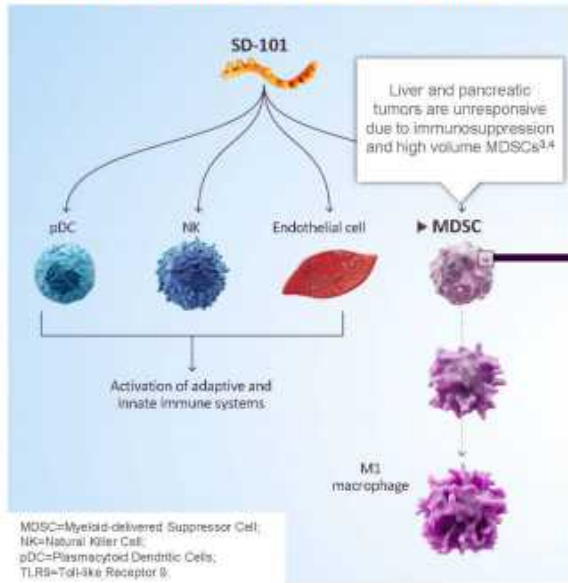 SD-101
Liver and pancreatic
tumors are unresponsive
due to immunosuppression
and high volume MDSCs³,⁴
pDC
NK
Endothelial cell
▶ MDSC
Activation of adaptive and
innate immune systems
M1
macrophage
MDSC=Myeloid-delivered Suppressor Cell;
NK=Natural Killer Cell;
pDC=Plasmacytoid Dendritic Cells;
TLR9=Toll-like Receptor 9.